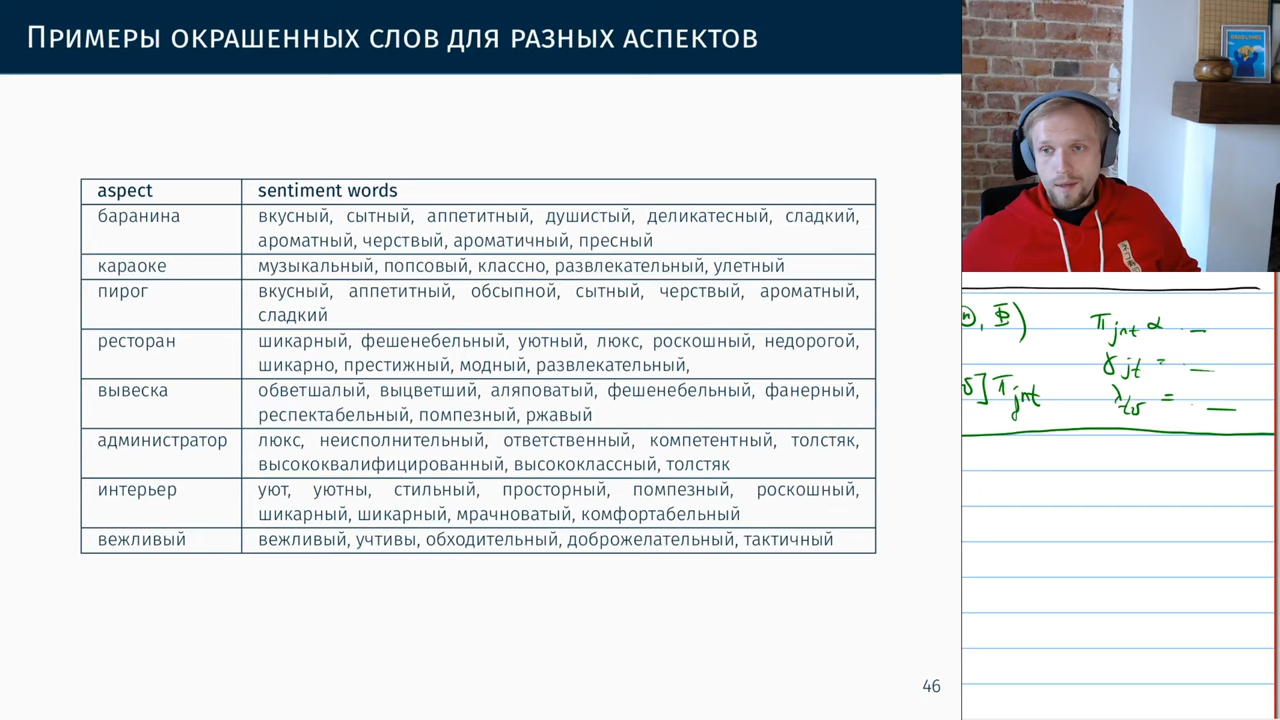 Примеры окрашенных слов для разных аспектов
aspect sentiment words
баранина вкусный, сытный, аппетитный, душистый, деликатесный, сладкий,
ароматный, черствый, ароматичный, пресный
караоке музыкальный, попсовый, классно, развлекательный, улетный
пирог вкусный, аппетитный, обсыпной, сытный, черствый, ароматный,
сладкий
ресторан шикарный, фешенебельный, уютный, люкс, роскошный, недорогой,
шикарно, престижный, модный, развлекательный,
вывеска обветшалый, выцветший, аляповатый, фешенебельный, фанерный,
респектабельный, помпезный, ржавый
администратор люкс, неисполнительный, ответственный, компетентный, толстяк,
высококвалифицированный, высококлассный, толстяк
интерьер уют, уютны, стильный, просторный, помпезный, роскошный,
шикарный, шикарный, мрачноватый, комфортабельный
вежливый вежливый, учтивы, обходительный, доброжелательный, тактичный
46
, Φ)
π jnt α
γ jt =
] π jnt
=